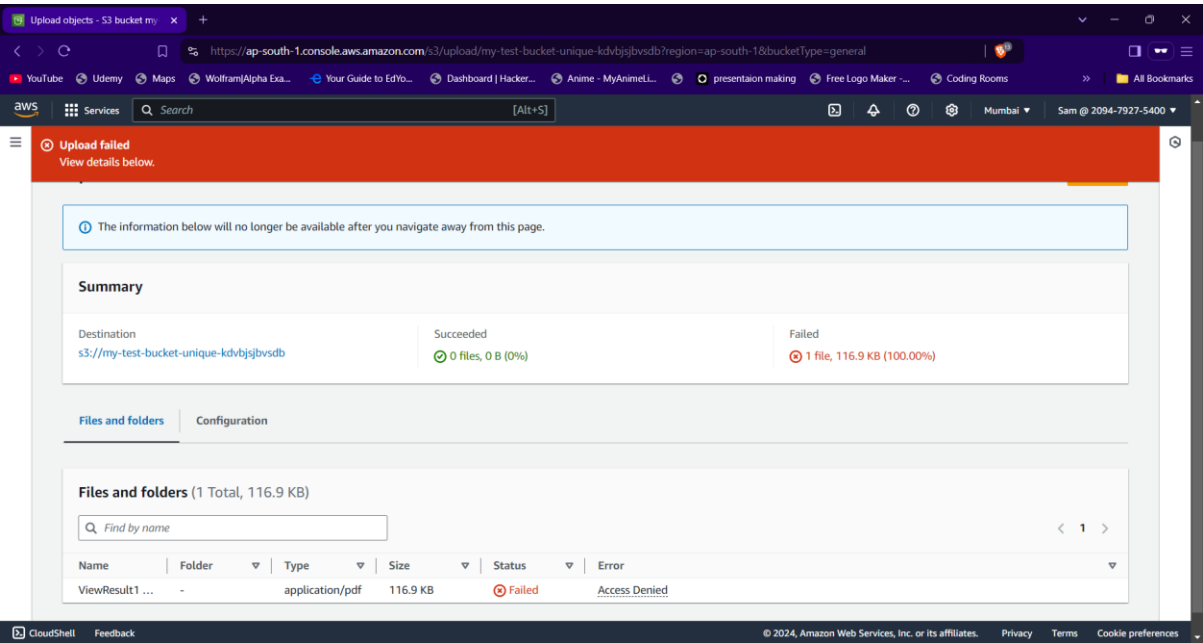 Upload objects - S3 bucket my
https://ap-south-1.console.aws.amazon.com/s3/upload/my-test-bucket-unique-kdvbjsjbvsdb?region=ap-south-1&bucketType=general
YouTube Udemy Maps Wolfram|Alpha Exa... Your Guide to EdYo... Dashboard | Hacker... Anime - MyAnimeLi... presentaion making Free Logo Maker -... Coding Rooms » All Bookmarks
aws Services Search [Alt+S] Mumbai Sam @ 2094-7927-5400
Upload failed
View details below.
The information below will no longer be available after you navigate away from this page.
Summary
Destination Succeeded Failed
s3://my-test-bucket-unique-kdvbjsjbvsdb 0 files, 0 B (0%) 1 file, 116.9 KB (100.00%)
Files and folders Configuration
Files and folders (1 Total, 116.9 KB)
Find by name 1
Name Folder Type Size Status Error
ViewResult1 ... - application/pdf 116.9 KB Failed Access Denied
CloudShell Feedback © 2024, Amazon Web Services, Inc. or its affiliates. Privacy Terms Cookie preferences